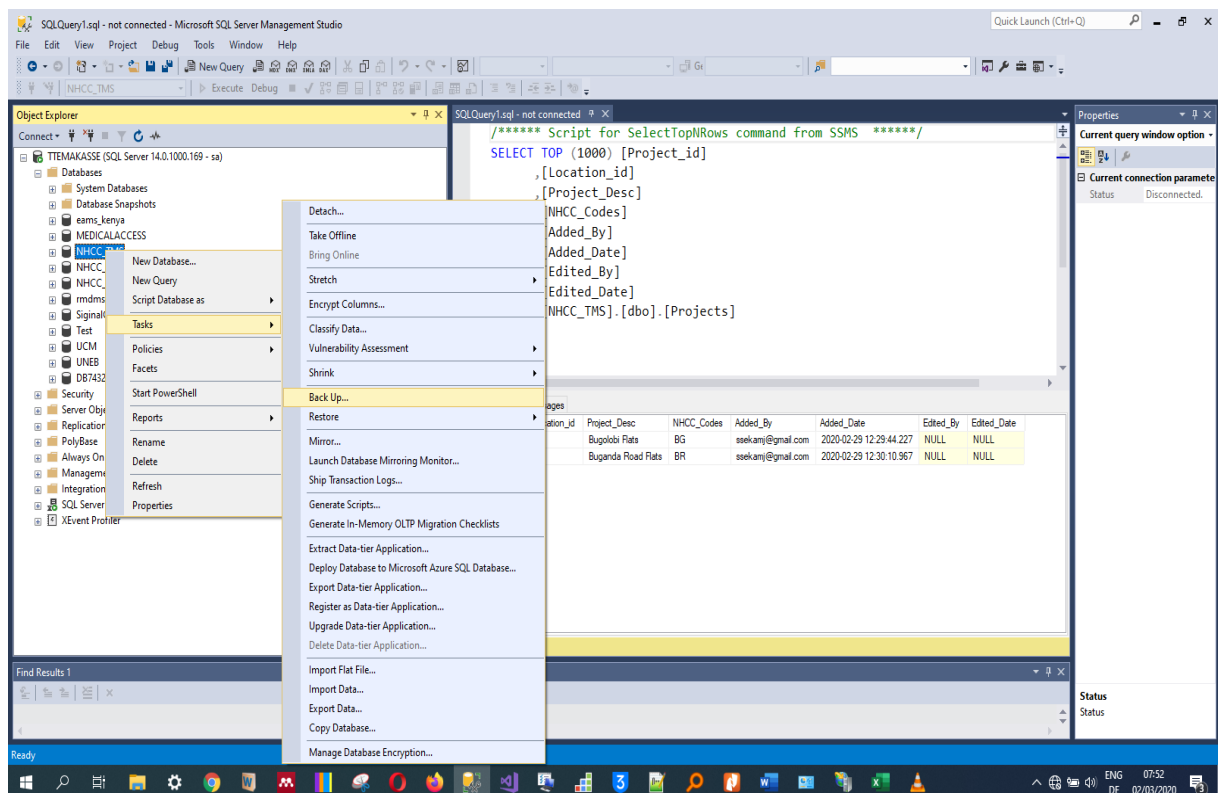 SQLQuery1.sql - not connected - Microsoft SQL Server Management Studio
Quick Launch (Ctrl+Q)
File Edit View Project Debug Tools Window Help
New Query
NHCC_TMS Execute Debug
Object Explorer
Connect
TTEMAKASSE (SQL Server 14.0.1000.169 - sa)
Databases
System Databases
Database Snapshots
eams_kenya
MEDICALACCESS
NHCC_TMS
NHCC_
NHCC_
rmdms
Test
UCM
UNEB
DB7432
Security
Server Obje
Replication
PolyBase
Always On
Manageme
Integration
SQL Server
XEvent Profiler
New Database...
New Query
Script Database as
Tasks
Policies
Facets
Start PowerShell
Reports
Rename
Delete
Refresh
Properties
Detach...
Take Offline
Bring Online
Stretch
Encrypt Columns...
Classify Data...
Vulnerability Assessment
Shrink
Back Up...
Restore
Mirror...
Launch Database Mirroring Monitor...
Ship Transaction Logs...
Generate Scripts...
Generate In-Memory OLTP Migration Checklists
Extract Data-tier Application...
Deploy Database to Microsoft Azure SQL Database...
Export Data-tier Application...
Register as Data-tier Application...
Upgrade Data-tier Application...
Delete Data-tier Application...
Import Flat File...
Import Data...
Export Data...
Copy Database...
Manage Database Encryption...
SQLQuery1.sql - not connected
/****** Script for SelectTopNRows command from SSMS ******/
SELECT TOP (1000) [Project_id]
,[Location_id]
,[Project_Desc]
NHCC_Codes]
Added_By]
Added_Date]
Edited_By]
Edited_Date]
NHCC_TMS].[dbo].[Projects]
ages
ation_id Project_Desc NHCC_Codes Added_By Added_Date Edited_By Edited_Date
Bugolobi Flats BG ssekamj@gmail.com 2020-02-29 12:29:44.227 NULL NULL
Buganda Road Flats BR ssekamj@gmail.com 2020-02-29 12:30:10.967 NULL NULL
Properties
Current query window option
Current connection paramete
Status Disconnected.
Status
Status
Find Results 1
Ready
ENG 07:52
DE 02/03/2020